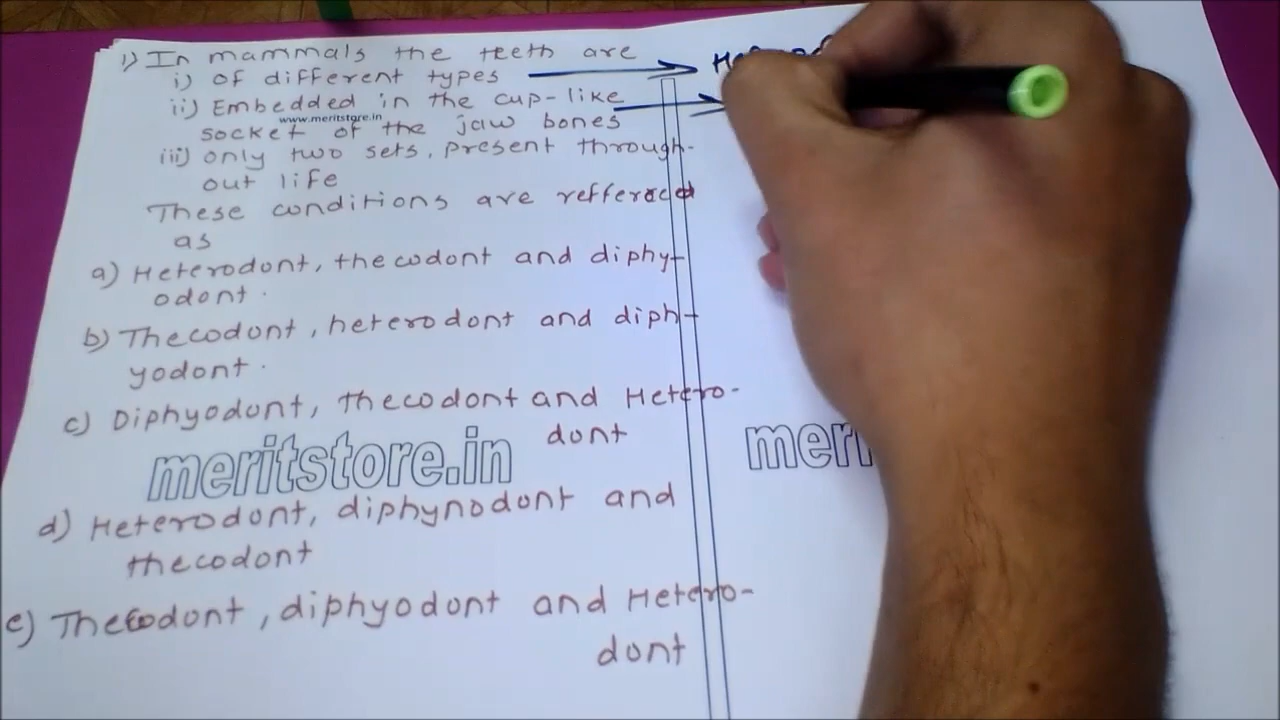 1) In mammals the teeth are
i) of different types
ii) Embedded in the cup-like
www.meritstore.in
socket of the jaw bones
iii) only two sets, present through-
out life
These conditions are reffered
as
a) Heterodont, thecodont and diphy-
odont.
b) Thecodont, heterodont and diph-
yodont.
c) Diphyodont, thecodont and Hetero-
dont
meritstore.in
d) Heterodont, diphynodont and
thecodont
e) Thecodont, diphyodont and Hetero-
dont